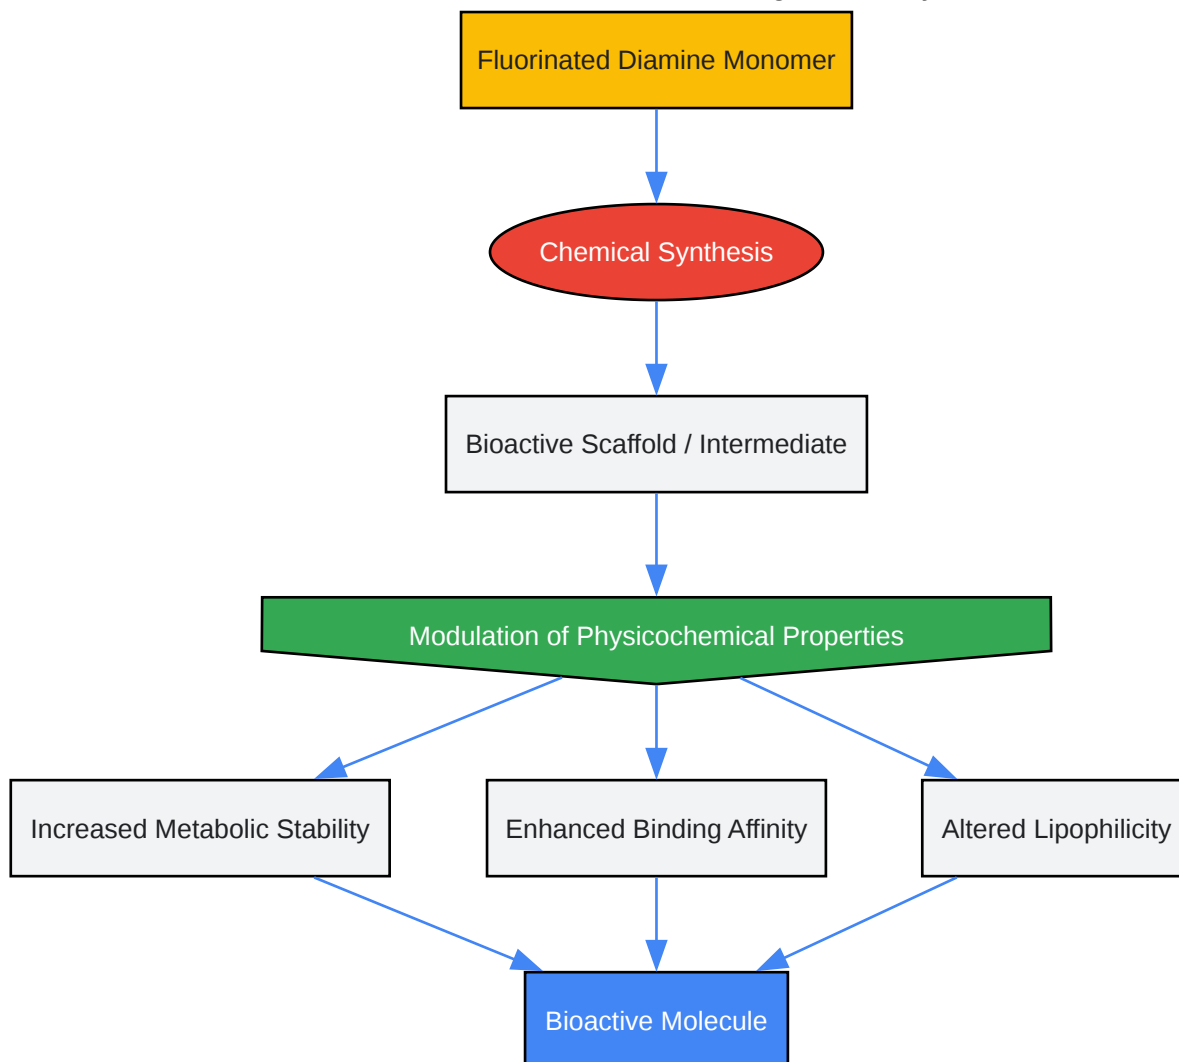 Fluorinated Diamine Monomer
Chemical Synthesis
Bioactive Scaffold / Intermediate
Modulation of Physicochemical Properties
Increased Metabolic Stability
Enhanced Binding Affinity
Altered Lipophilicity
Bioactive Molecule